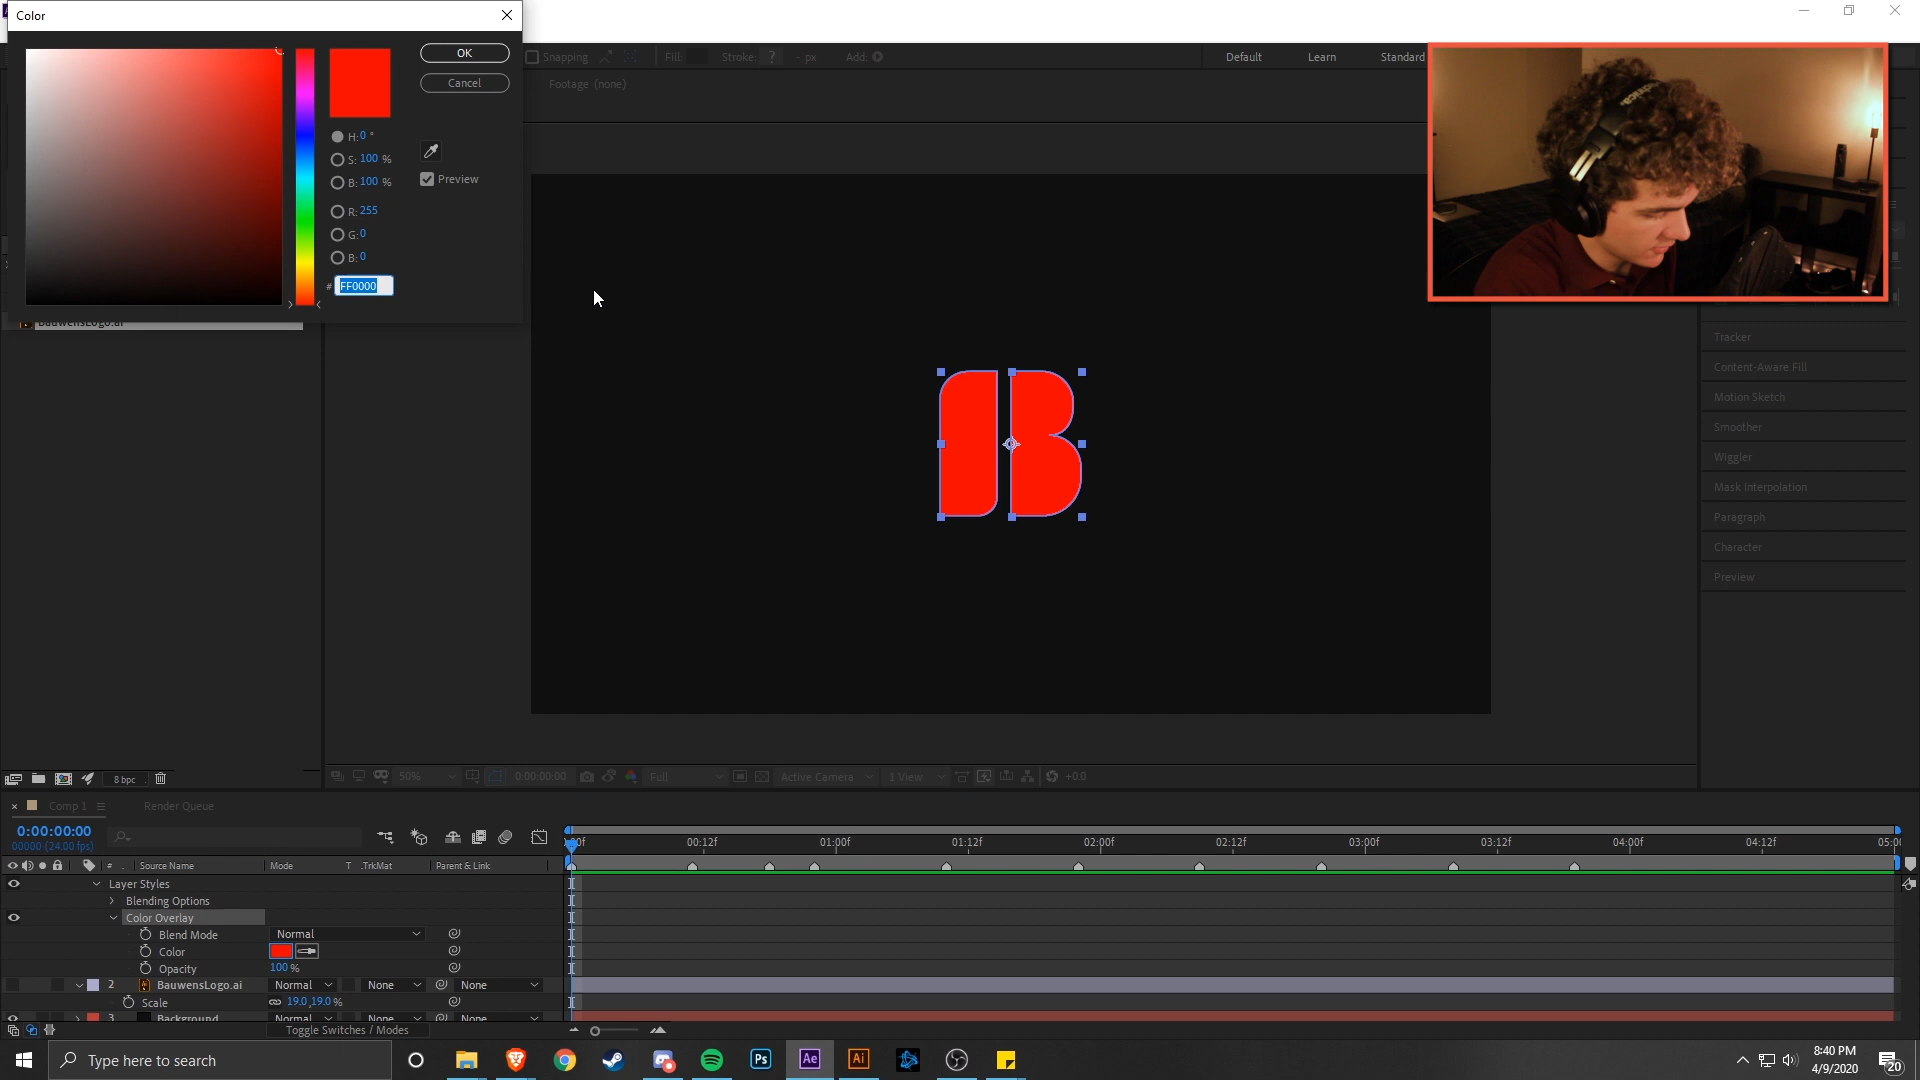 Color
OK
Cancel
H: 0 °
S: 100 %
B: 100 %
Preview
R: 255
G: 0
B: 0
# FF0000
Snapping
Fill:
Stroke: ? - px
Add:
Default
Learn
Standard
Footage (none)
BauwensLogo.ai
B
Tracker
Content-Aware Fill
Motion Sketch
Smoother
Wiggler
Mask Interpolation
Paragraph
Character
Preview
8 bpc
50%
0:00:00:00
Full
Active Camera
1 View
+0.0
Comp 1
Render Queue
0:00:00:00
00000 (24.00 fps)
00:12f
01:00f
01:12f
02:00f
02:12f
03:00f
03:12f
04:00f
04:12f
# . Source Name Mode T .TrkMat Parent & Link
Layer Styles
Blending Options
Color Overlay
Blend Mode Normal
Color
Opacity 100 %
2 Ai BauwensLogo.ai Normal None None
Scale 19.0,19.0 %
3 Background Normal None None
Toggle Switches / Modes
Type here to search
Ps
Ae
Ai
8:40 PM
4/9/2020
20